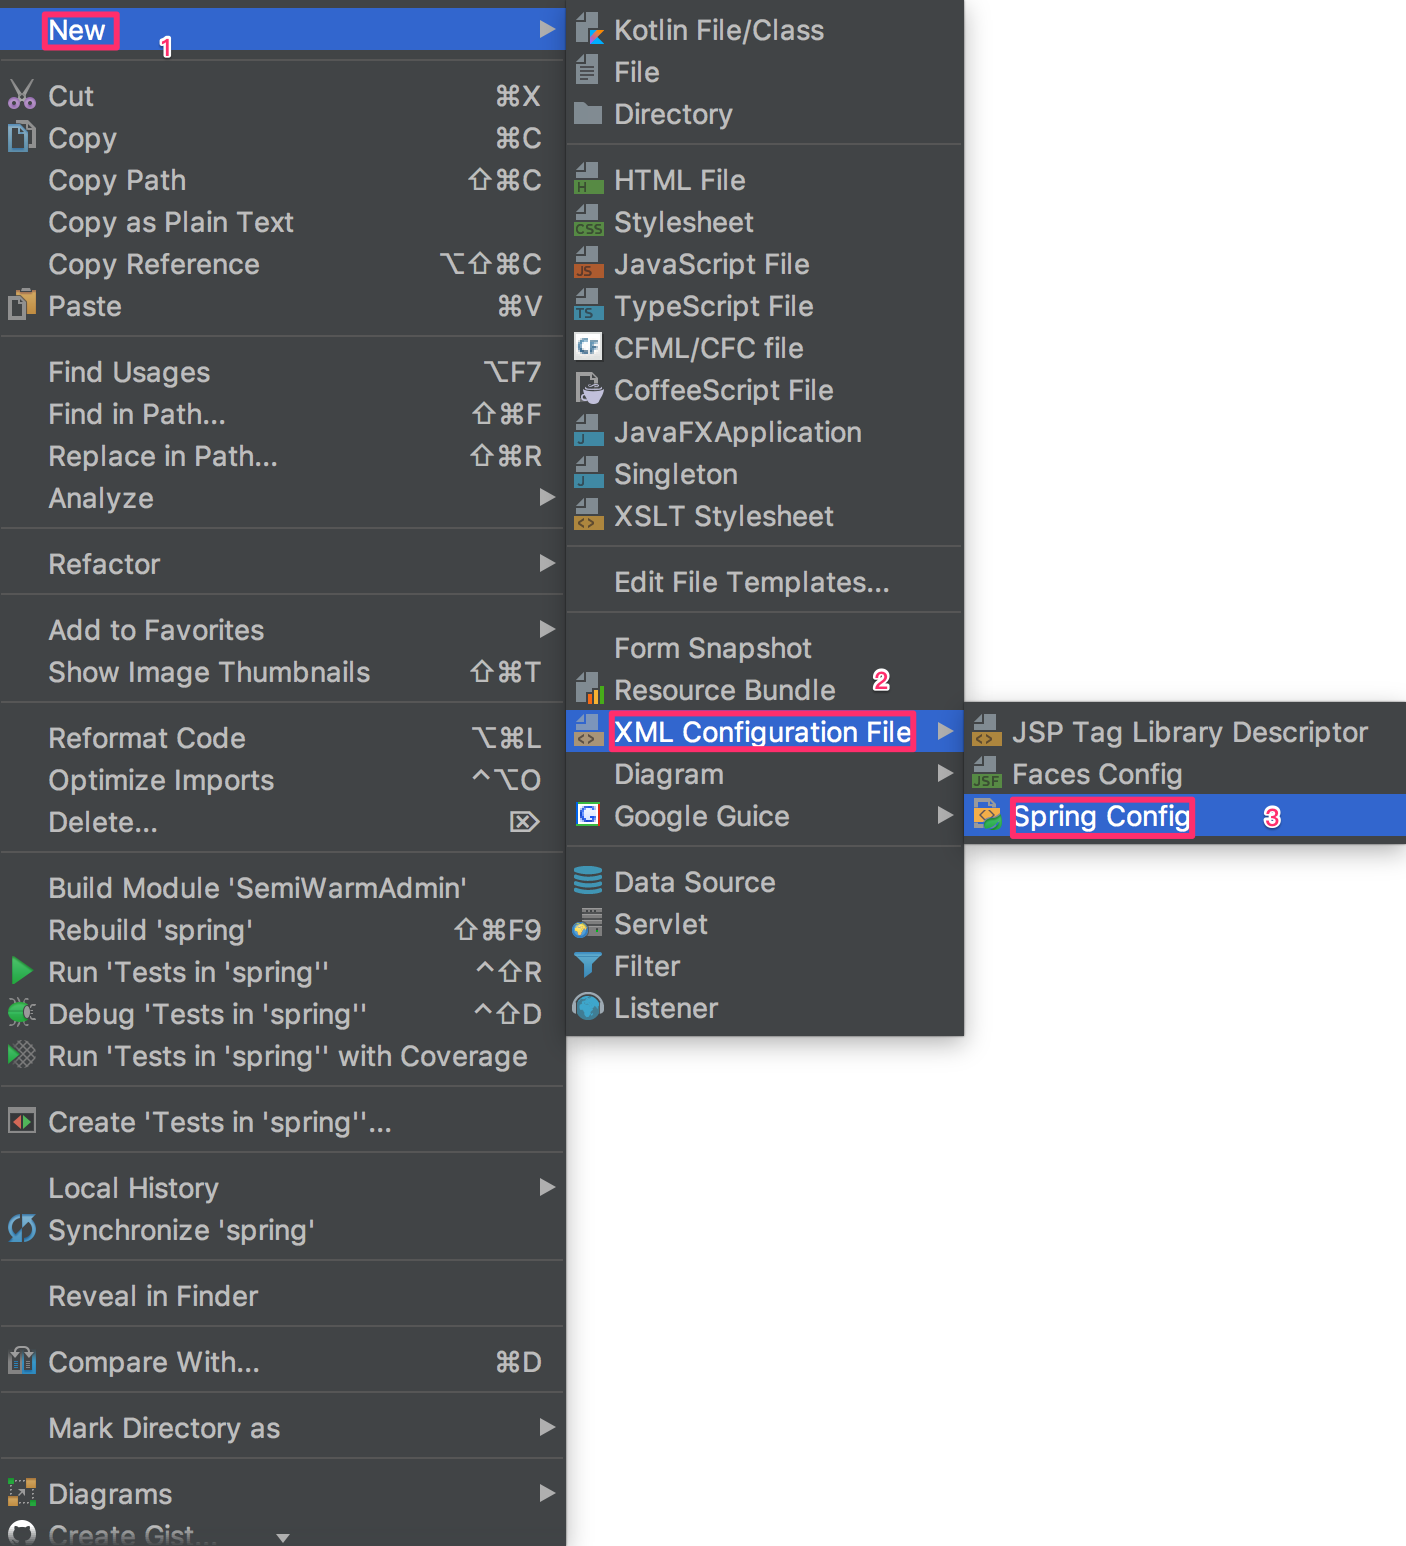 New
1
Cut ⌘X
Copy ⌘C
Copy Path ⇧⌘C
Copy as Plain Text
Copy Reference ⌥⇧⌘C
Paste ⌘V
Find Usages ⌥F7
Find in Path... ⇧⌘F
Replace in Path... ⇧⌘R
Analyze
Refactor
Add to Favorites
Show Image Thumbnails ⇧⌘T
Reformat Code ⌥⌘L
Optimize Imports ^⌥O
Delete... ⌦
Build Module 'SemiWarmAdmin'
Rebuild 'spring' ⇧⌘F9
Run 'Tests in 'spring'' ^⇧R
Debug 'Tests in 'spring'' ^⇧D
Run 'Tests in 'spring'' with Coverage
Create 'Tests in 'spring''...
Local History
Synchronize 'spring'
Reveal in Finder
Compare With... ⌘D
Mark Directory as
Diagrams
Create Gist...
Kotlin File/Class
File
Directory
H HTML File
CSS Stylesheet
JS JavaScript File
TS TypeScript File
CF CFML/CFC file
CoffeeScript File
J JavaFXApplication
J Singleton
<> XSLT Stylesheet
Edit File Templates...
Form Snapshot
Resource Bundle
2
<> XML Configuration File
Diagram
G Google Guice
Data Source
Servlet
Filter
Listener
<> JSP Tag Library Descriptor
JSF Faces Config
<> Spring Config
3